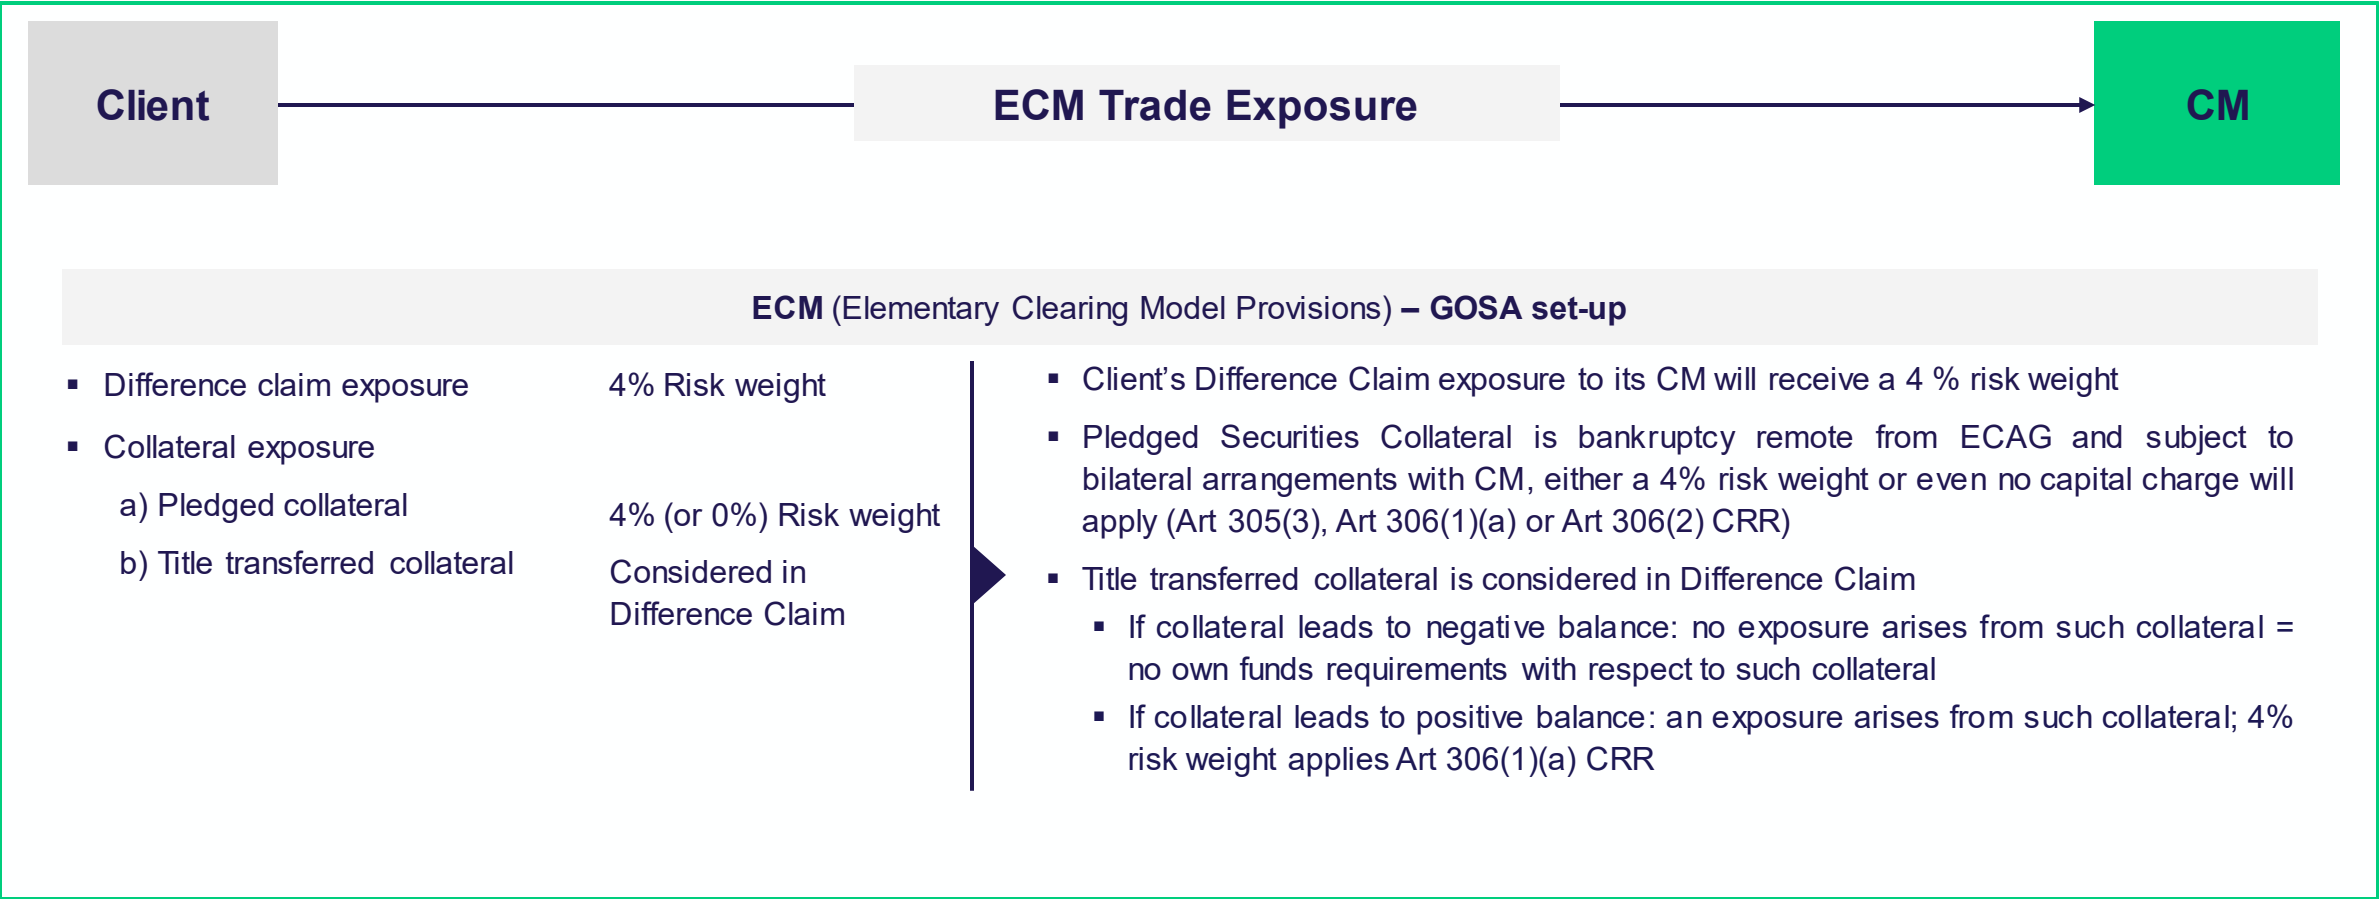 Client
ECM Trade Exposure
CM
ECM (Elementary Clearing Model Provisions) – GOSA set-up
▪ Difference claim exposure
4% Risk weight
▪ Collateral exposure
a) Pledged collateral
4% (or 0%) Risk weight
b) Title transferred collateral
Considered in
Difference Claim
▪ Client’s Difference Claim exposure to its CM will receive a 4 % risk weight
▪ Pledged Securities Collateral is bankruptcy remote from ECAG and subject to
bilateral arrangements with CM, either a 4% risk weight or even no capital charge will
apply (Art 305(3), Art 306(1)(a) or Art 306(2) CRR)
▪ Title transferred collateral is considered in Difference Claim
▪ If collateral leads to negative balance: no exposure arises from such collateral =
no own funds requirements with respect to such collateral
▪ If collateral leads to positive balance: an exposure arises from such collateral; 4%
risk weight applies Art 306(1)(a) CRR